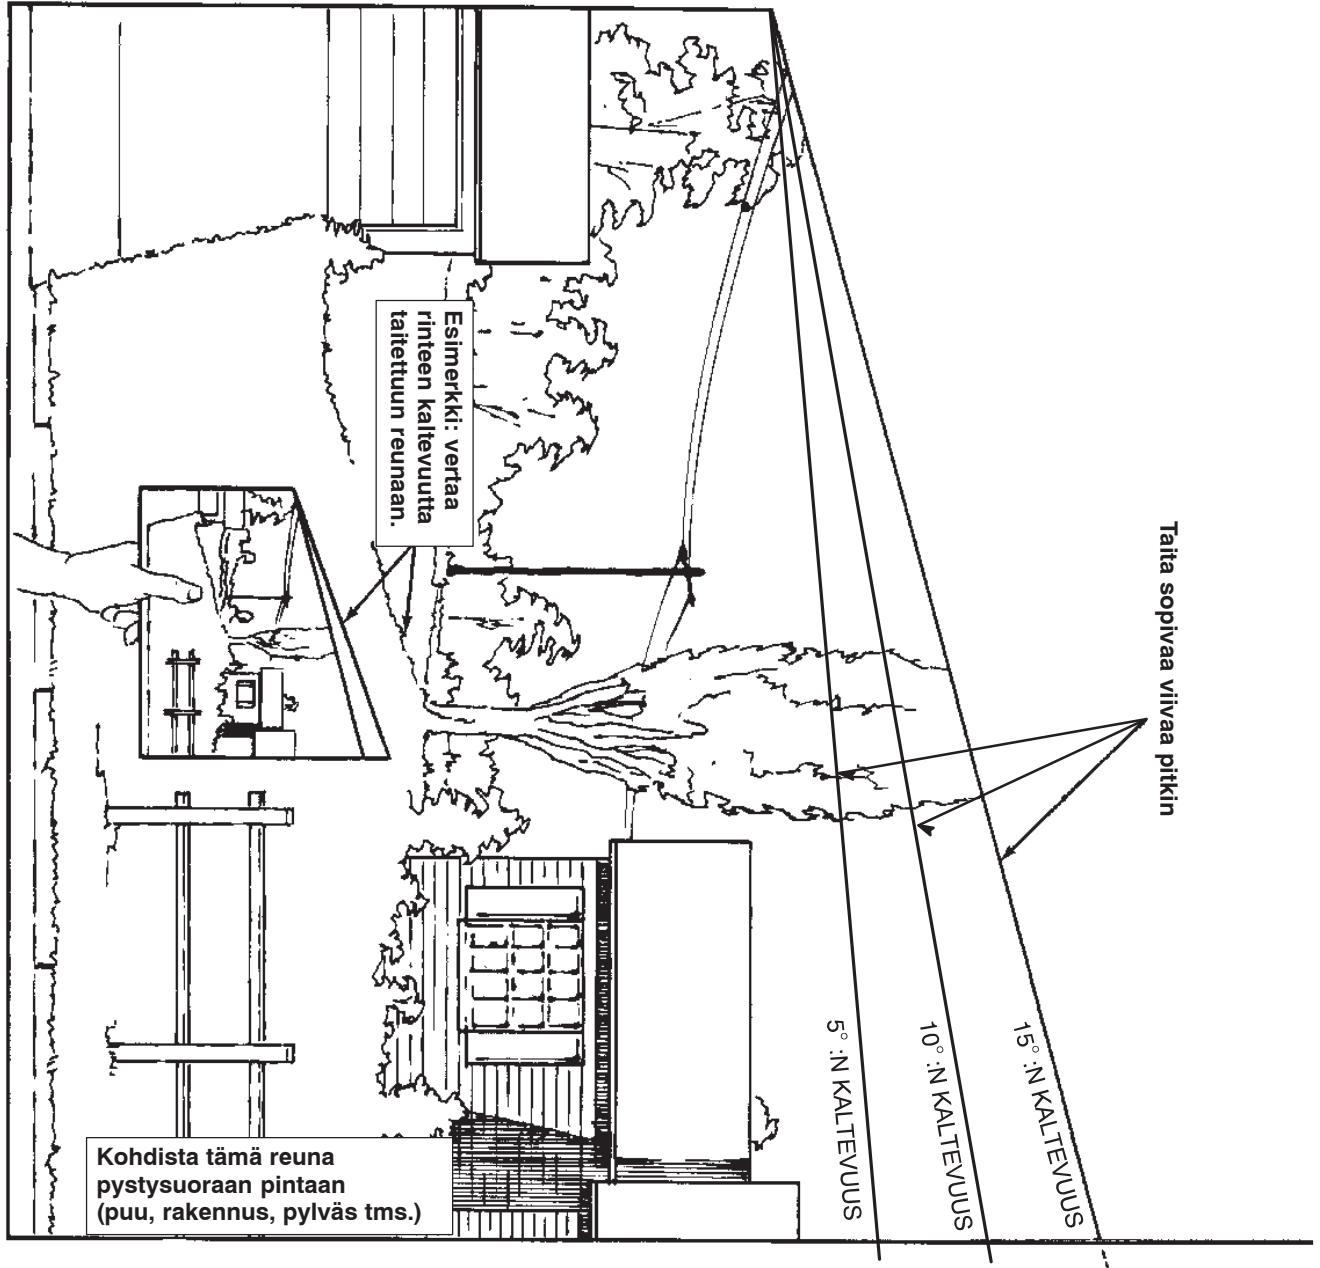 Taita sopivaa viivaa pitkin
15° :N KALTEVUUS
10° :N KALTEVUUS
5° :N KALTEVUUS
Esimerkki: vertaa
rinteen kaltevuutta
taitettuun reunaan.
Kohdista tämä reuna
pystysuoraan pintaan
(puu, rakennus, pylväs tms.)